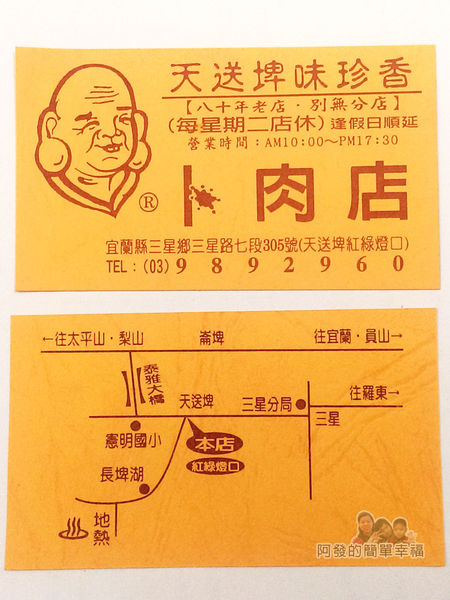 天送埤味珍香
【八十年老店·別無分店】
(每星期二店休)逢假日順延
營業時間：AM10:00～PM17:30
卜肉店
®
宜蘭縣三星鄉三星路七段305號(天送埤紅綠燈口)
TEL：(03)9892960
←往太平山·梨山 崙埤 往宜蘭·員山→
泰雅大橋
往羅東→
天送埤 三星分局
三星
憲明國小
本店
紅綠燈口
長埤湖
地熱
阿發的簡單幸福